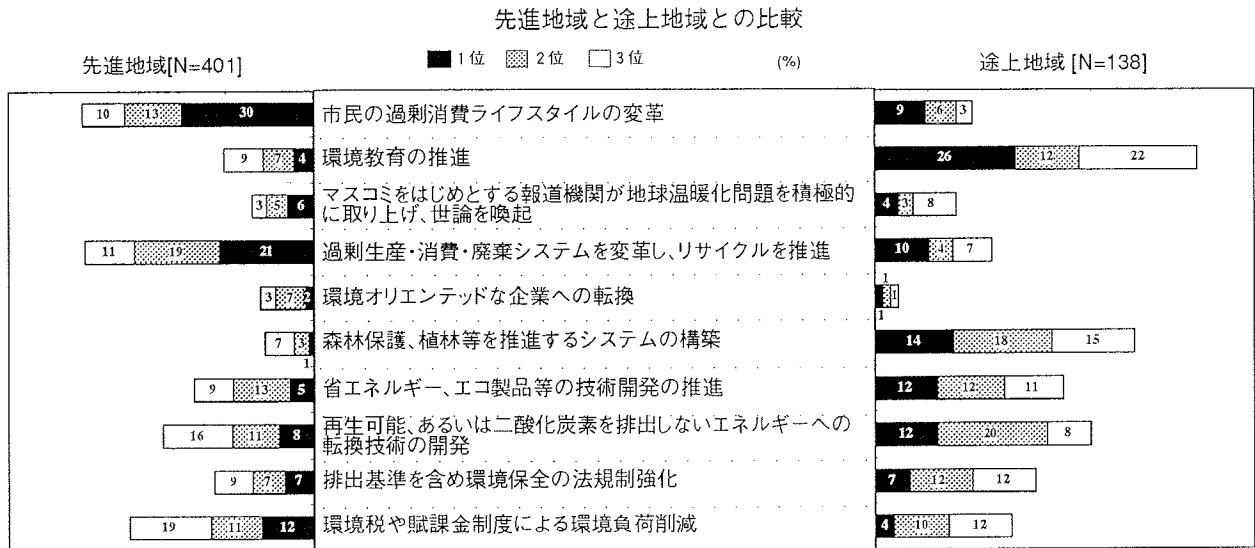 先進地域と途上地域との比較
先進地域[N=401]
1位 2位 3位
(%)
途上地域 [N=138]
10 13 30 市民の過剰消費ライフスタイルの変革 9 6 3
9 7 4 環境教育の推進 26 12 22
マスコミをはじめとする報道機関が地球温暖化問題を積極的
3 5 6 に取り上げ、世論を喚起 4 3 8
11 19 21 過剰生産・消費・廃棄システムを変革し、リサイクルを推進 10 4 7
1
3 7 2 環境オリエンテッドな企業への転換 1
1
7 3 森林保護、植林等を推進するシステムの構築 14 18 15
1
9 13 5 省エネルギー、エコ製品等の技術開発の推進 12 12 11
再生可能、あるいは二酸化炭素を排出しないエネルギーへの
16 11 8 転換技術の開発 12 20 8
9 7 7 排出基準を含め環境保全の法規制強化 7 12 12
19 11 12 環境税や賦課金制度による環境負荷削減 4 10 12